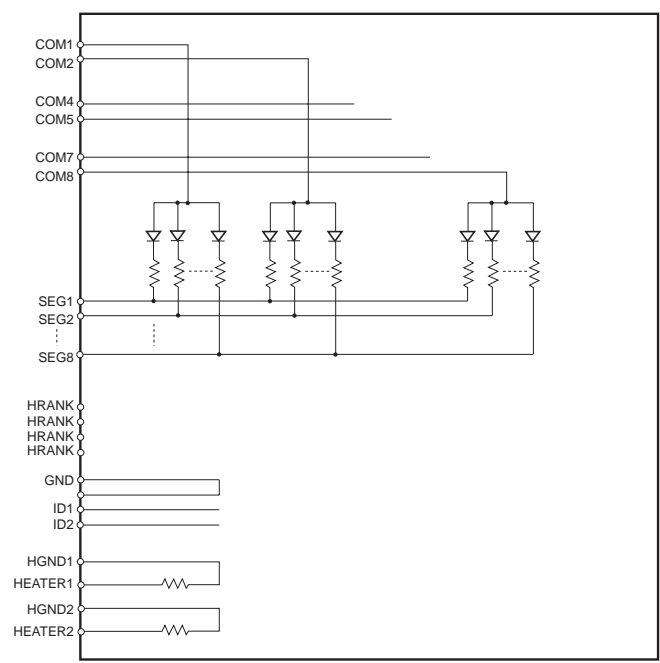 COM1
COM2
COM4
COM5
COM7
COM8
SEG1
SEG2
SEG8
HRANK
HRANK
HRANK
HRANK
GND
ID1
ID2
HGND1
HEATER1
HGND2
HEATER2